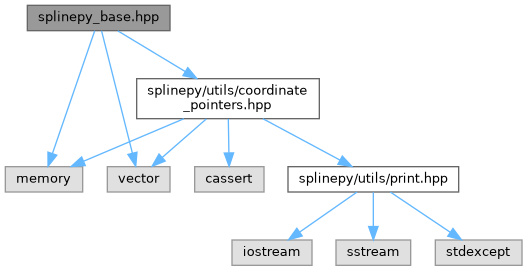 splinepy_base.hpp
splinepy/utils/coordinate
_pointers.hpp
memory
vector
cassert
splinepy/utils/print.hpp
iostream
sstream
stdexcept